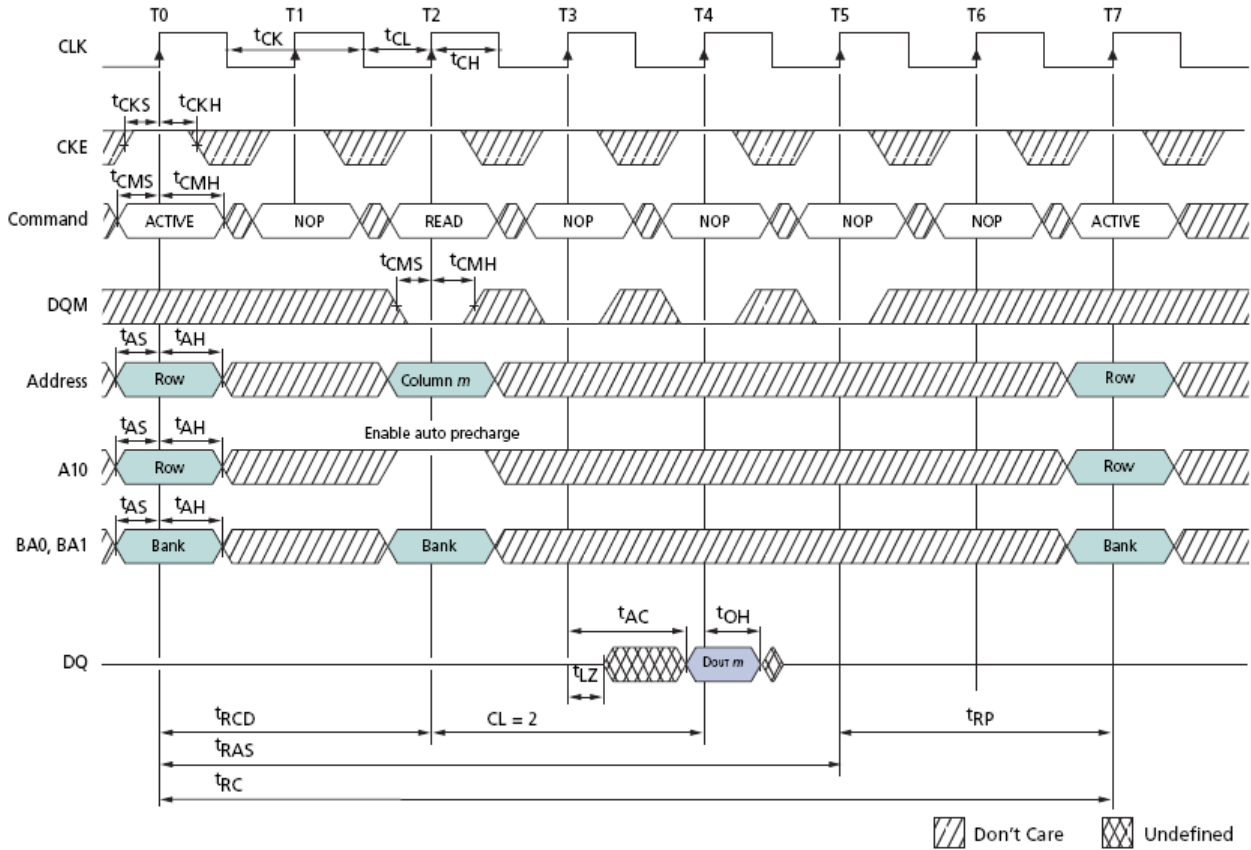 T0 T1 T2 T3 T4 T5 T6 T7
CLK
tCK tCL
tCH
tCKS tCKH
CKE
tCMS tCMH
Command ACTIVE NOP READ NOP NOP NOP NOP ACTIVE
tCMS tCMH
DQM
tAS tAH
Address Row Column m Row
tAS tAH
Enable auto precharge
A10 Row Row
tAS tAH
BA0, BA1 Bank Bank Bank
tAC tOH
DQ DOUT m
tLZ
tRCD CL = 2 tRP
tRAS
tRC
Don't Care Undefined